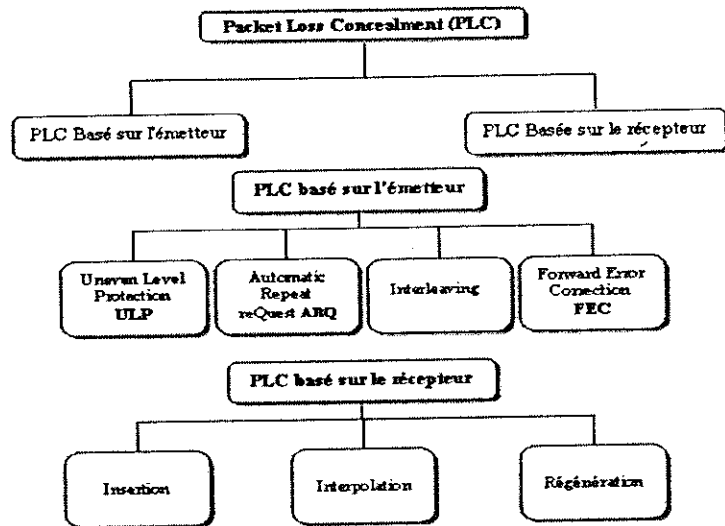 Packet Loss Concealment (PLC)
PLC Basé sur l'émetteur
PLC Basée sur le récepteur
PLC basé sur l'émetteur
Uneven Level
Protection
ULP
Automatic
Repeat
reQuest ARQ
Interleaving
Forward Error
Correction
FEC
PLC basé sur le récepteur
Insertion
Interpolation
Régénération